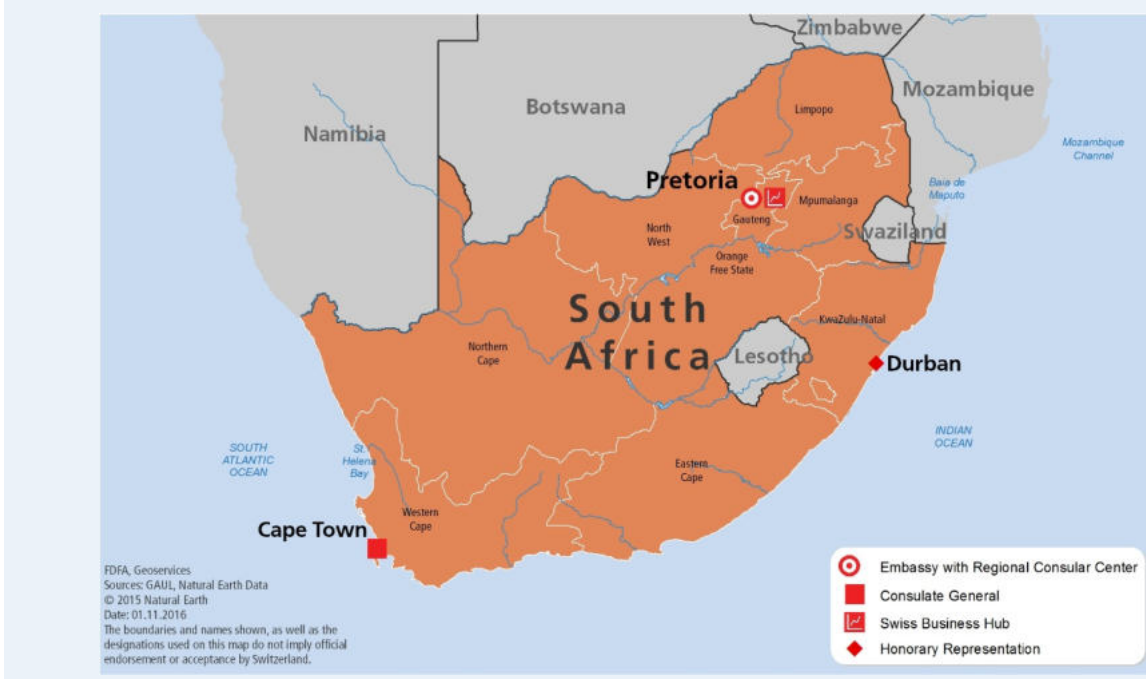 Zimbabwe
Mozambique
Botswana
Limpopo
Namibia
Mozambique
Channel
Pretoria
Baia de
Maputo
Mpumalanga
Gauteng
Swaziland
North
West
Orange
Free State
South
Africa
KwaZulu-Natal
Northern
Cape
Lesotho
Durban
SOUTH
ATLANTIC
OCEAN
St.
Helena
Bay
INDIAN
OCEAN
Eastern
Cape
Western
Cape
Cape Town
FDFA, Geoservices
Sources: GAUL, Natural Earth Data
© 2015 Natural Earth
Date: 01.11.2016
The boundaries and names shown, as well as the
designations used on this map do not imply official
endorsement or acceptance by Switzerland.
Embassy with Regional Consular Center
Consulate General
Swiss Business Hub
Honorary Representation